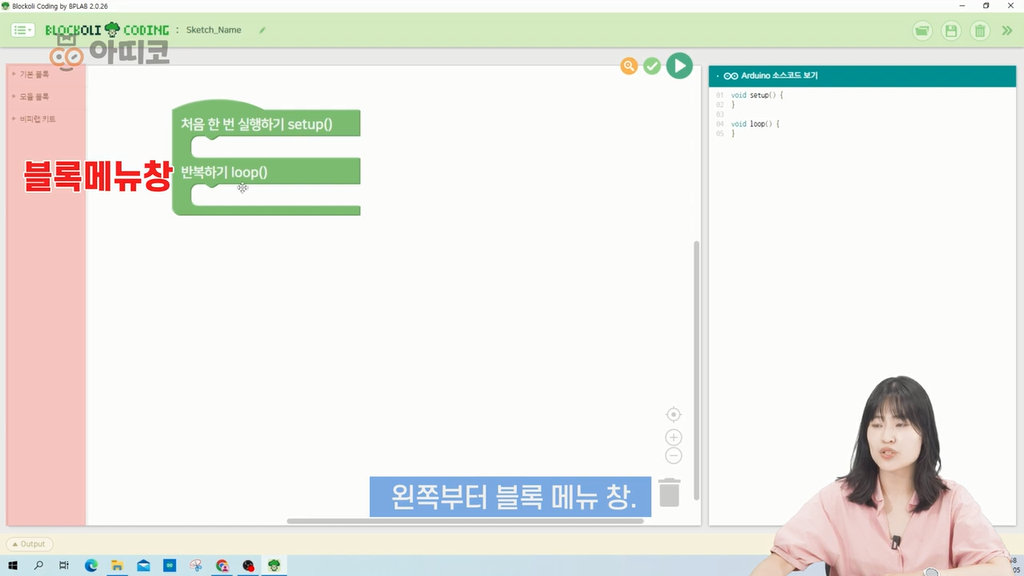 Blockoli Coding by BPLAB 2.0.26
BLOCKOLI CODING : Sketch_Name
아띠코
기본 블록
모듈 블록
비피랩 키트
블록메뉴창
처음 한 번 실행하기 setup()
반복하기 loop()
Arduino 소스코드 보기
01 void setup() {
02 }
03
04 void loop() {
05 }
왼쪽부터 블록 메뉴 창.
Output